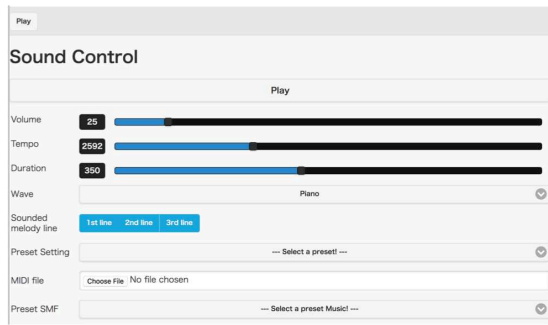 Play
Sound Control
Play
Volume 25
Tempo 2592
Duration 350
Wave Piano
Sounded
melody line 1st line 2nd line 3rd line
Preset Setting --- Select a preset! ---
MIDI file Choose File No file chosen
Preset SMF --- Select a preset Music! ---